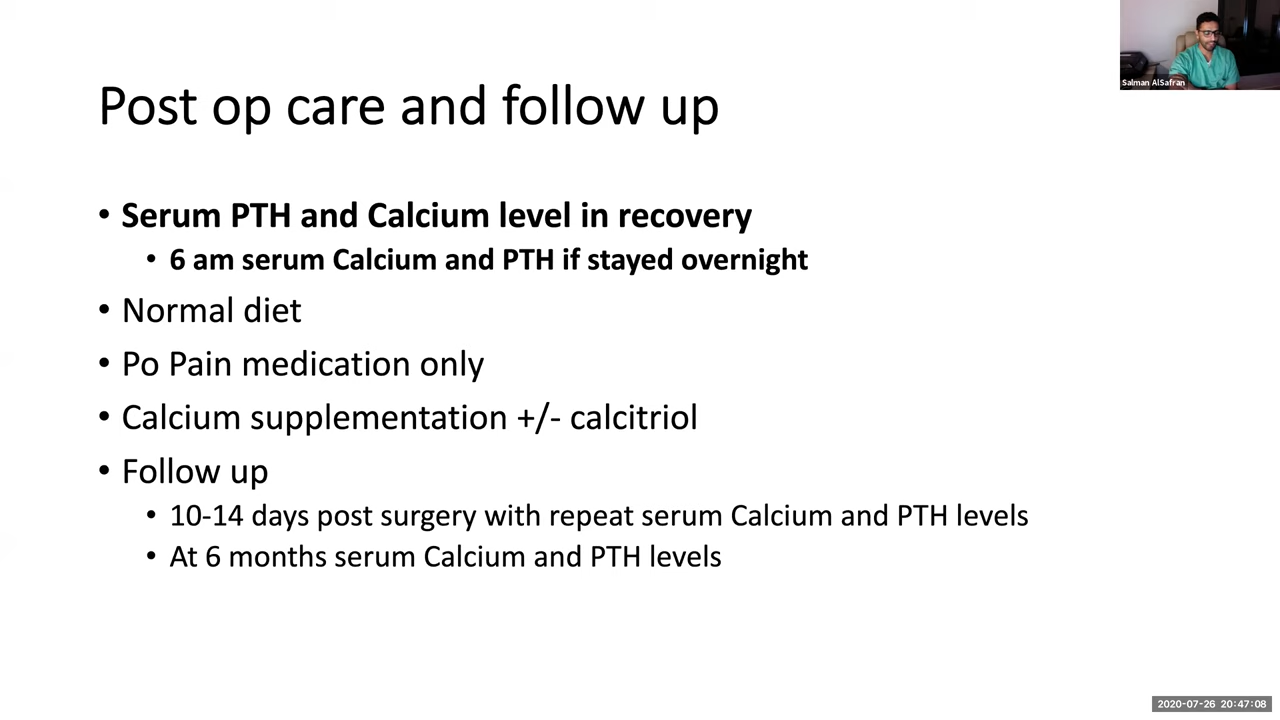 Salman AlSafran
Post op care and follow up
• Serum PTH and Calcium level in recovery
• 6 am serum Calcium and PTH if stayed overnight
• Normal diet
• Po Pain medication only
• Calcium supplementation +/- calcitriol
• Follow up
• 10-14 days post surgery with repeat serum Calcium and PTH levels
• At 6 months serum Calcium and PTH levels
2020-07-26 20:47:08